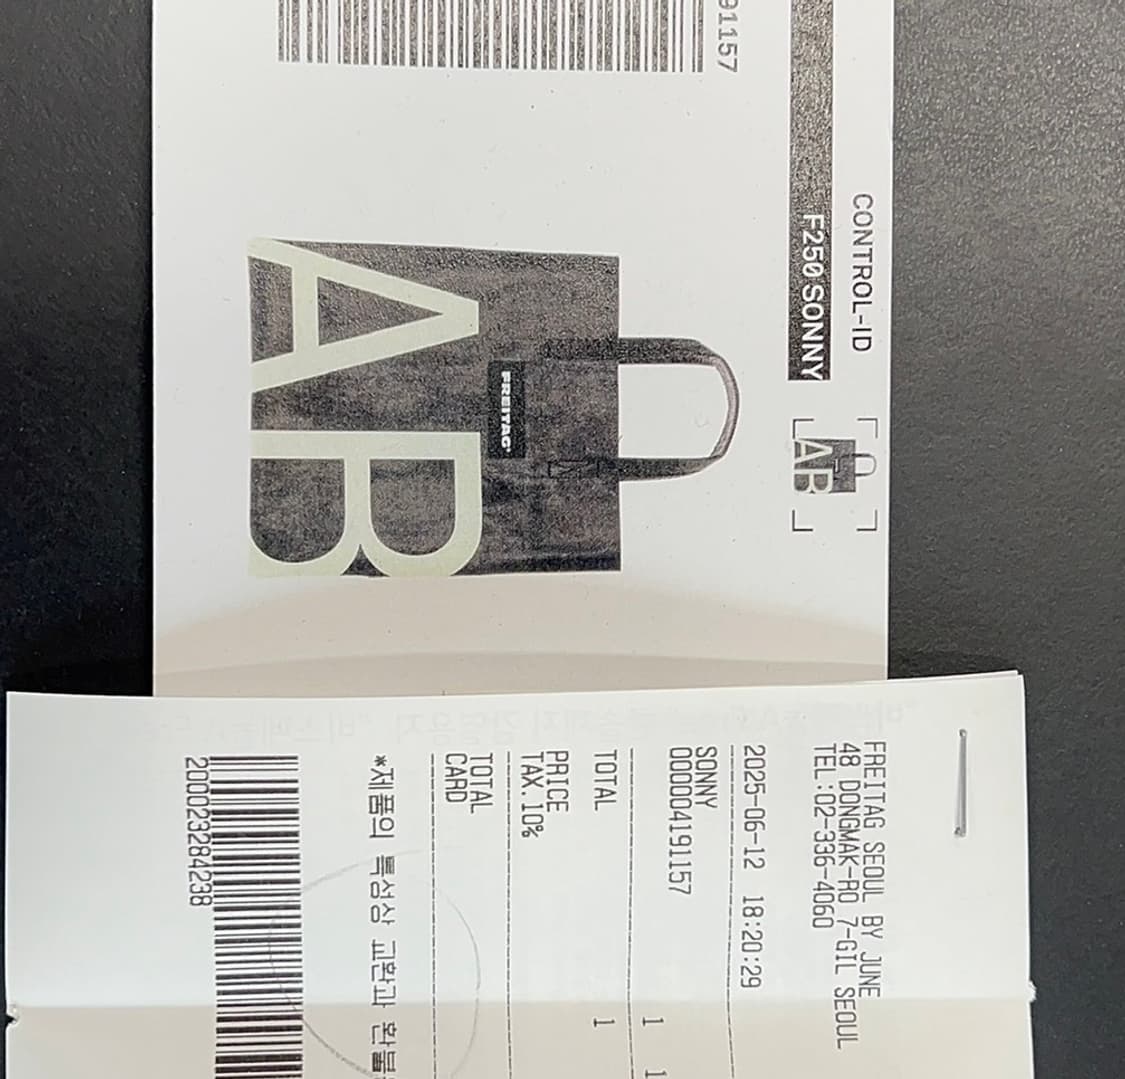 CONTROL-ID
F250 SONNY
91157
FREITAG
AB
AB
FREITAG SEOUL BY JUNE
48 DONGMAK-RO 7-GIL SEOUL
TEL:02-336-4060
2025-06-12 18:20:29
SONNY
000004191157 1 1
TOTAL 1
PRICE
TAX.10%
TOTAL
CARD
*제품의 특성상 교환과 환불
200023284238